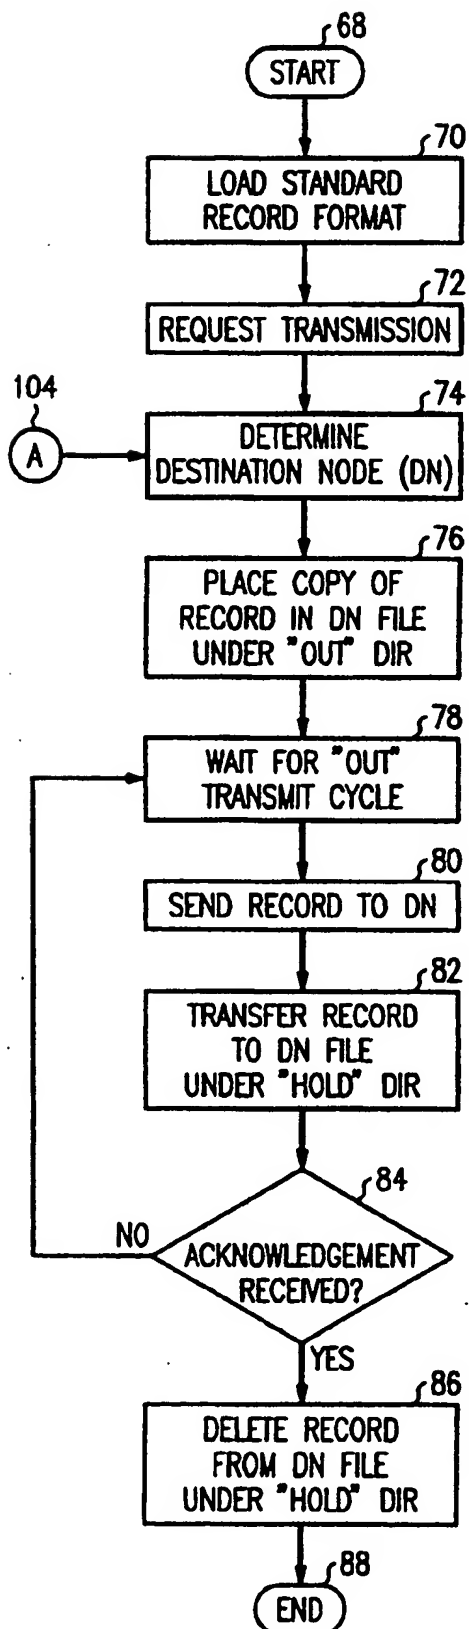 68
START
70
LOAD STANDARD
RECORD FORMAT
72
REQUEST TRANSMISSION
104
A
74
DETERMINE
DESTINATION NODE (DN)
76
PLACE COPY OF
RECORD IN DN FILE
UNDER "OUT" DIR
78
WAIT FOR "OUT"
TRANSMIT CYCLE
80
SEND RECORD TO DN
82
TRANSFER RECORD
TO DN FILE
UNDER "HOLD" DIR
84
NO
ACKNOWLEDGEMENT
RECEIVED?
YES
86
DELETE RECORD
FROM DN FILE
UNDER "HOLD" DIR
88
END